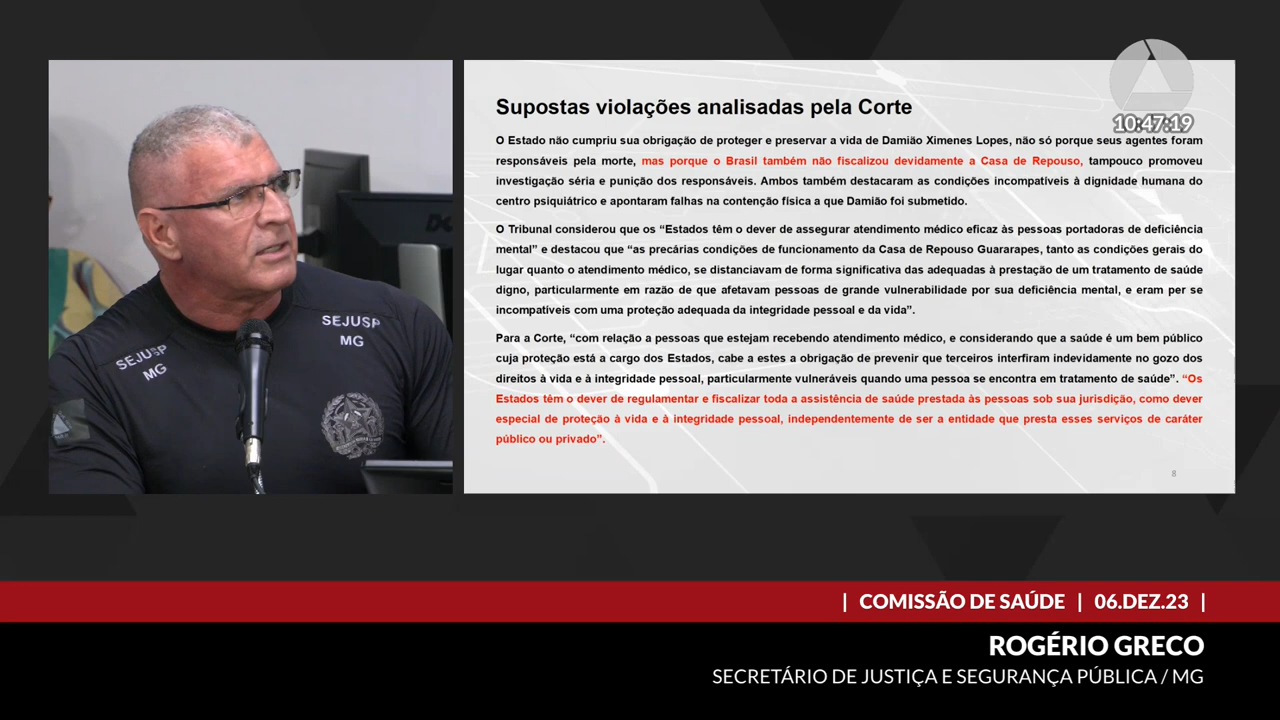 SEJUSP
MG
SEJUSP
MG
10:47:19
Supostas violações analisadas pela Corte
O Estado não cumpriu sua obrigação de proteger e preservar a vida de Damião Ximenes Lopes, não só porque seus agentes foram
responsáveis pela morte, mas porque o Brasil também não fiscalizou devidamente a Casa de Repouso, tampouco promoveu
investigação séria e punição dos responsáveis. Ambos também destacaram as condições incompatíveis à dignidade humana do
centro psiquiátrico e apontaram falhas na contenção física a que Damião foi submetido.
O Tribunal considerou que os “Estados têm o dever de assegurar atendimento médico eficaz às pessoas portadoras de deficiência
mental” e destacou que “as precárias condições de funcionamento da Casa de Repouso Guararapes, tanto as condições gerais do
lugar quanto o atendimento médico, se distanciavam de forma significativa das adequadas à prestação de um tratamento de saúde
digno, particularmente em razão de que afetavam pessoas de grande vulnerabilidade por sua deficiência mental, e eram per se
incompatíveis com uma proteção adequada da integridade pessoal e da vida”.
Para a Corte, “com relação a pessoas que estejam recebendo atendimento médico, e considerando que a saúde é um bem público
cuja proteção está a cargo dos Estados, cabe a estes a obrigação de prevenir que terceiros interfiram indevidamente no gozo dos
direitos à vida e à integridade pessoal, particularmente vulneráveis quando uma pessoa se encontra em tratamento de saúde”. “Os
Estados têm o dever de regulamentar e fiscalizar toda a assistência de saúde prestada às pessoas sob sua jurisdição, como dever
especial de proteção à vida e à integridade pessoal, independentemente de ser a entidade que presta esses serviços de caráter
público ou privado”.
8
| COMISSÃO DE SAÚDE | 06.DEZ.23 |
ROGÉRIO GRECO
SECRETÁRIO DE JUSTIÇA E SEGURANÇA PÚBLICA / MG